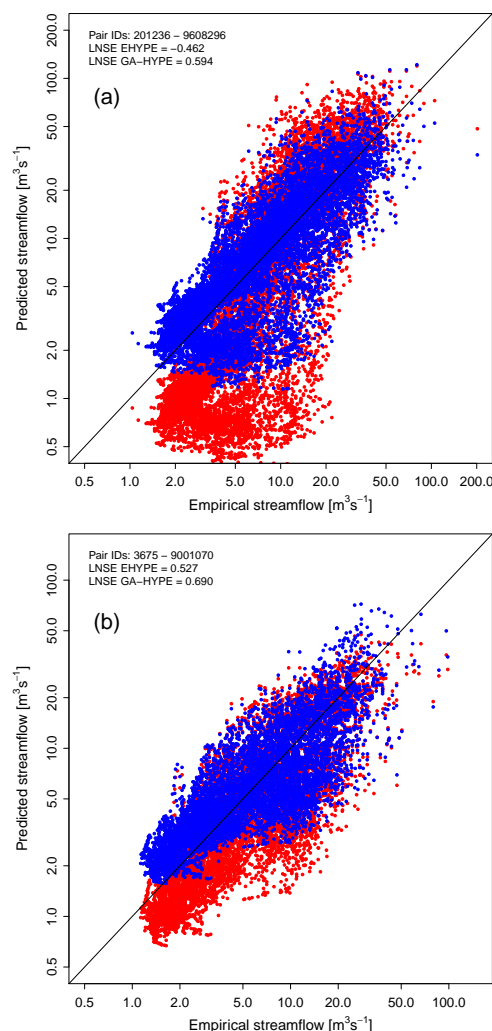 Pair IDs: 201236 − 9608296
LNSE EHYPE = −0.462
LNSE GA−HYPE = 0.594
(a)
Predicted streamflow [m³s⁻¹]
200.0
100.0
50.0
20.0
10.0
5.0
2.0
1.0
0.5
0.5 1.0 2.0 5.0 10.0 20.0 50.0 100.0 200.0
Empirical streamflow [m³s⁻¹]
Pair IDs: 3675 − 9001070
LNSE EHYPE = 0.527
LNSE GA−HYPE = 0.690
(b)
Predicted streamflow [m³s⁻¹]
100.0
50.0
20.0
10.0
5.0
2.0
1.0
0.5
0.5 1.0 2.0 5.0 10.0 20.0 50.0 100.0
Empirical streamflow [m³s⁻¹]